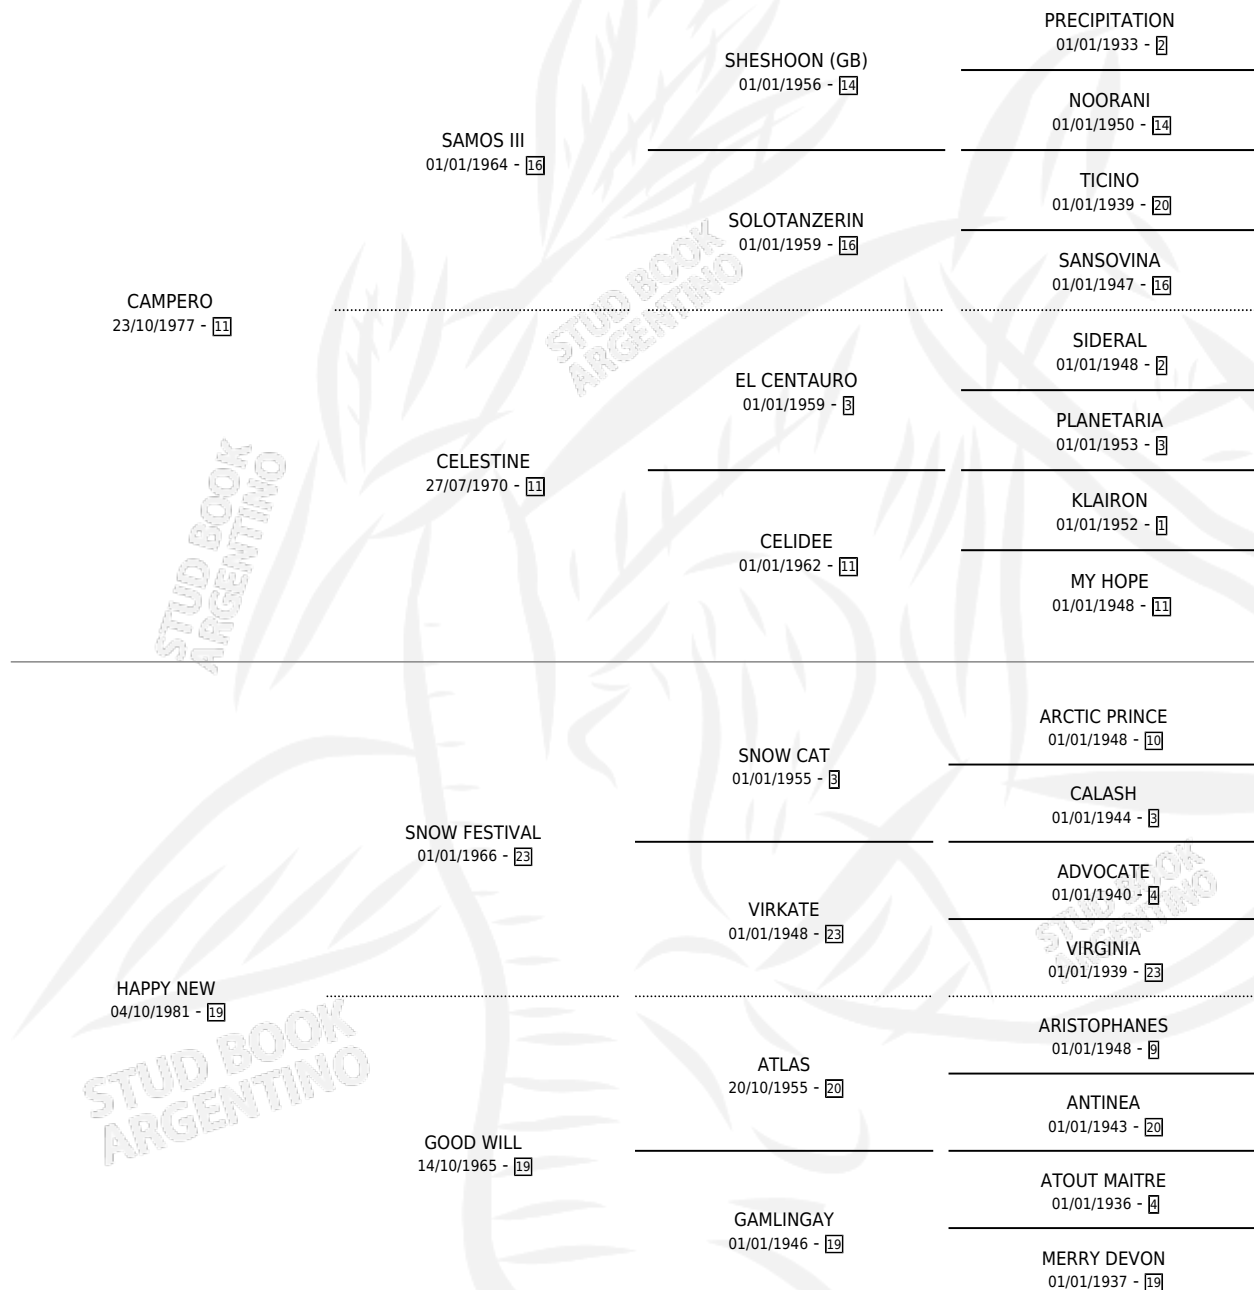 CAMPERO
23/10/1977 - 11
SAMOS III
01/01/1964 - 16
CELESTINE
27/07/1970 - 11
SHESHOON (GB)
01/01/1956 - 14
SOLOTANZERIN
01/01/1959 - 16
EL CENTAURO
01/01/1959 - 3
CELIDEE
01/01/1962 - 11
PRECIPITATION
01/01/1933 - 2
NOORANI
01/01/1950 - 14
TICINO
01/01/1939 - 20
SANSOVINA
01/01/1947 - 16
SIDERAL
01/01/1948 - 2
PLANETARIA
01/01/1953 - 3
KLAIRON
01/01/1952 - 1
MY HOPE
01/01/1948 - 11
HAPPY NEW
04/10/1981 - 19
SNOW FESTIVAL
01/01/1966 - 23
GOOD WILL
14/10/1965 - 19
SNOW CAT
01/01/1955 - 3
VIRKATE
01/01/1948 - 23
ATLAS
20/10/1955 - 20
GAMLINGAY
01/01/1946 - 19
ARCTIC PRINCE
01/01/1948 - 10
CALASH
01/01/1944 - 3
ADVOCATE
01/01/1940 - 4
VIRGINIA
01/01/1939 - 23
ARISTOPHANES
01/01/1948 - 9
ANTINEA
01/01/1943 - 20
ATOUT MAITRE
01/01/1936 - 4
MERRY DEVON
01/01/1937 - 19
STUD BOOK
ARGENTINO
STUD BOOK
ARGENTINO
STUD BOOK
ARGENTINO
STUD BOOK
ARGENTINO